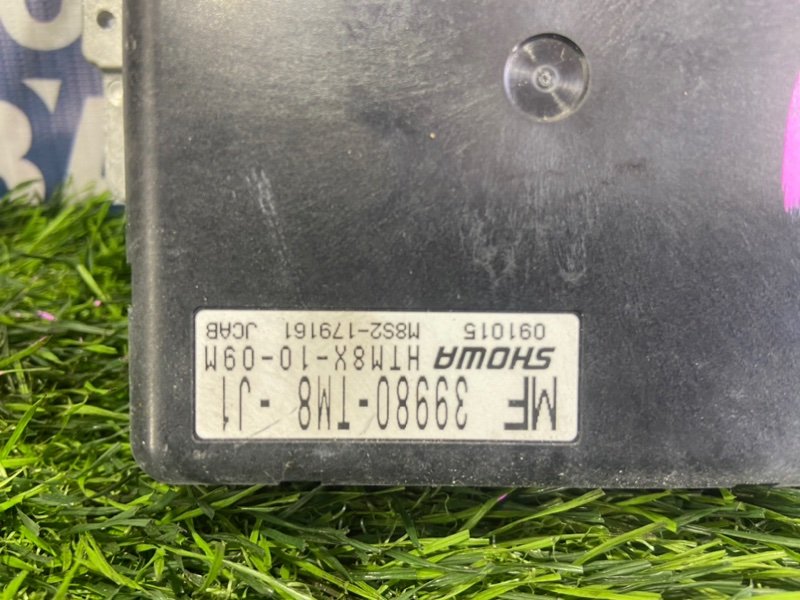 MF 39980-TM8 - J1
SHOWA HTM8X-10-09M
091015 M8S2-179161 JCAB